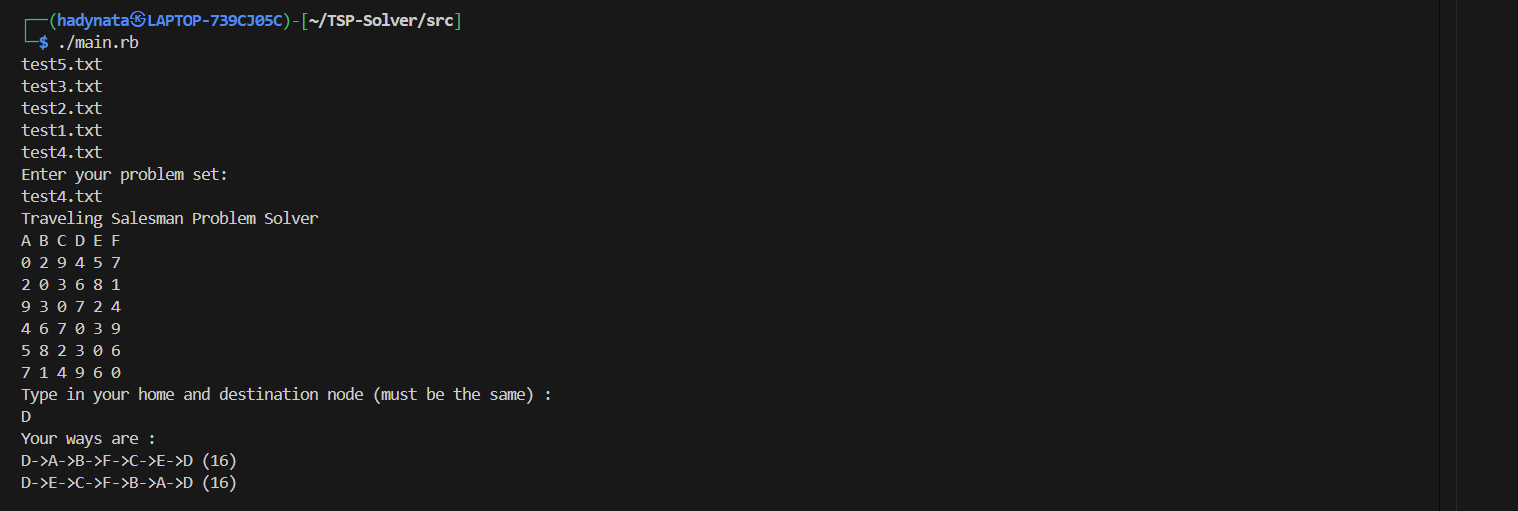 ┌──(hadynata㉿LAPTOP-739CJ05C)-[~/TSP-Solver/src]
└─$ ./main.rb
test5.txt
test3.txt
test2.txt
test1.txt
test4.txt
Enter your problem set:
test4.txt
Traveling Salesman Problem Solver
A B C D E F
0 2 9 4 5 7
2 0 3 6 8 1
9 3 0 7 2 4
4 6 7 0 3 9
5 8 2 3 0 6
7 1 4 9 6 0
Type in your home and destination node (must be the same) :
D
Your ways are :
D->A->B->F->C->E->D (16)
D->E->C->F->B->A->D (16)